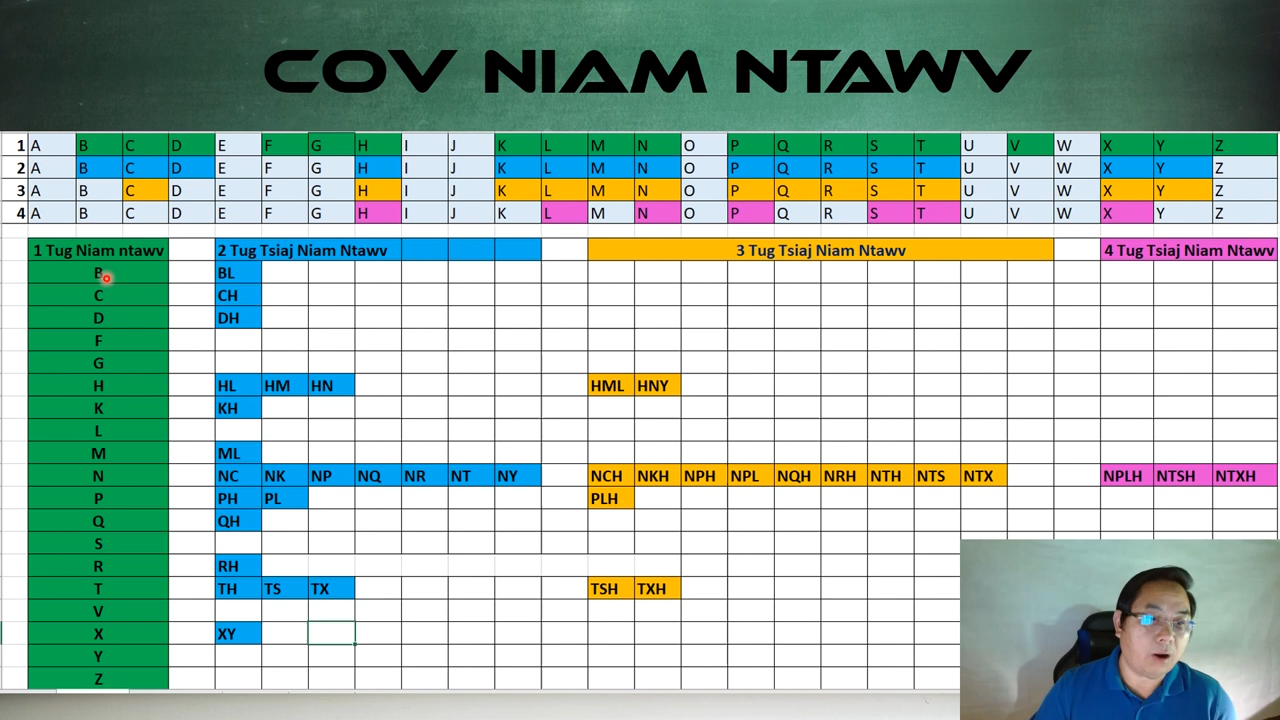 COV NIAM NTAWV
1 A B C D E F G H I J K L M N O P Q R S T U V W X Y Z
2 A B C D E F G H I J K L M N O P Q R S T U V W X Y Z
3 A B C D E F G H I J K L M N O P Q R S T U V W X Y Z
4 A B C D E F G H I J K L M N O P Q R S T U V W X Y Z
1 Tug Niam ntawv 2 Tug Tsiaj Niam Ntawv 3 Tug Tsiaj Niam Ntawv 4 Tug Tsiaj Niam Ntawv
B BL
C CH
D DH
F
G
H HL HM HN HML HNY
K KH
L
M ML
N NC NK NP NQ NR NT NY NCH NKH NPH NPL NQH NRH NTH NTS NTX NPLH NTSH NTXH
P PH PL PLH
Q QH
S
R RH
T TH TS TX TSH TXH
V
X XY
Y
Z